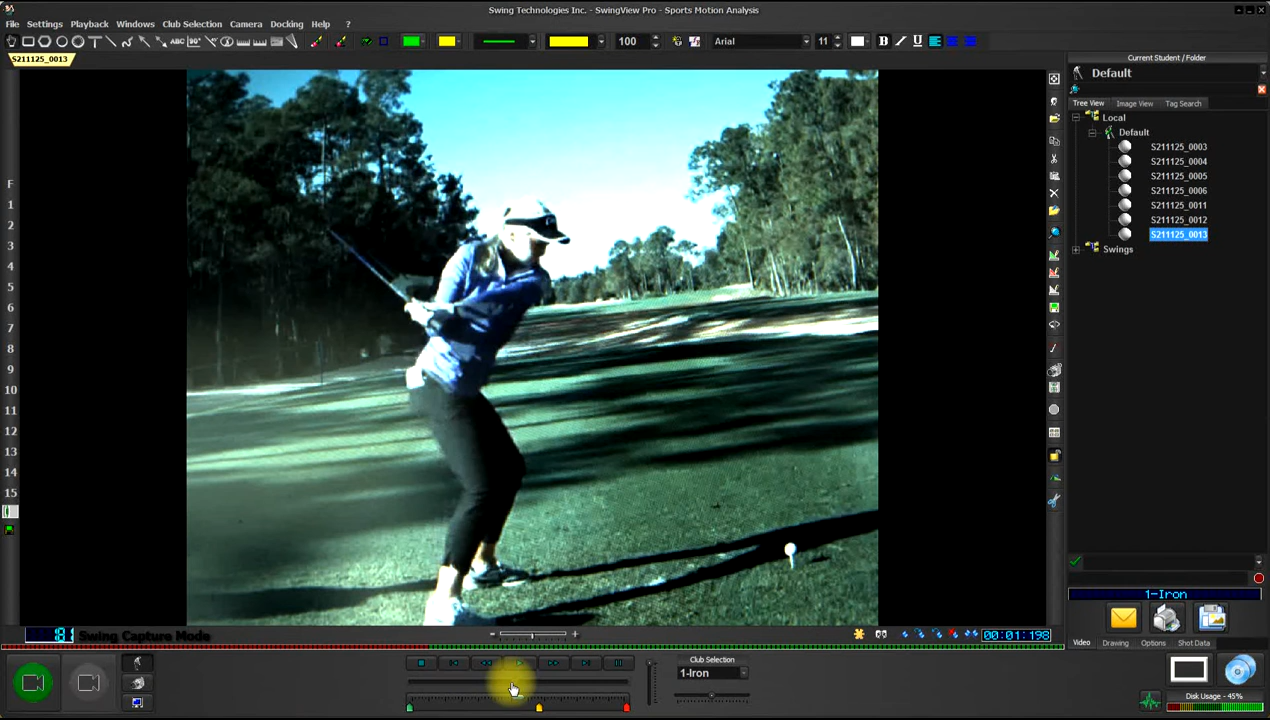 Swing Technologies Inc. - SwingView Pro - Sports Motion Analysis
File Settings Playback Windows Club Selection Camera Docking Help ?
ABC 90° 100 Arial 11 B I U
S211125_0013
Current Student / Folder
Default
Tree View Image View Tag Search
Local
Default
S211125_0003
S211125_0004
S211125_0005
S211125_0006
S211125_0011
S211125_0012
S211125_0013
Swings
F
1
2
3
4
5
6
7
8
9
10
11
12
13
14
15
181 Swing Capture Mode
00:01:198
1-Iron
Video Drawing Options Shot Data
Club Selection
1-Iron
Disk Usage - 45%